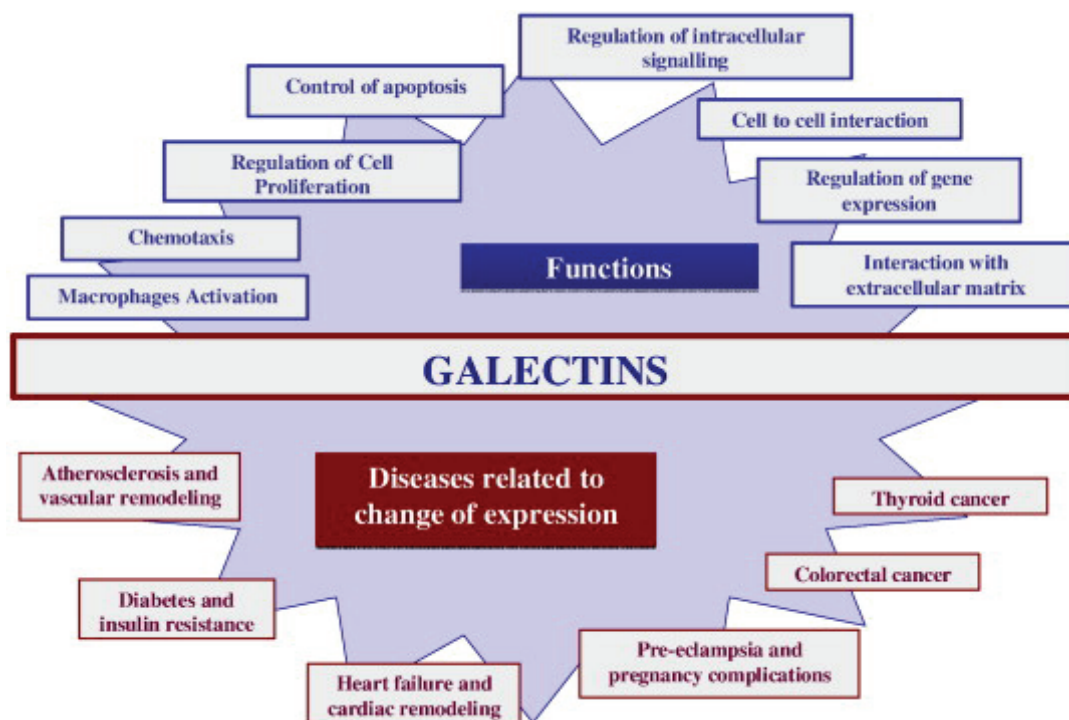 Regulation of intracellular
signalling
Control of apoptosis
Cell to cell interaction
Regulation of Cell
Proliferation
Regulation of gene
expression
Chemotaxis
Functions
Interaction with
extracellular matrix
Macrophages Activation
GALECTINS
Atherosclerosis and
vascular remodeling
Diseases related to
change of expression
Thyroid cancer
Colorectal cancer
Diabetes and
insulin resistance
Pre-eclampsia and
pregnancy complications
Heart failure and
cardiac remodeling